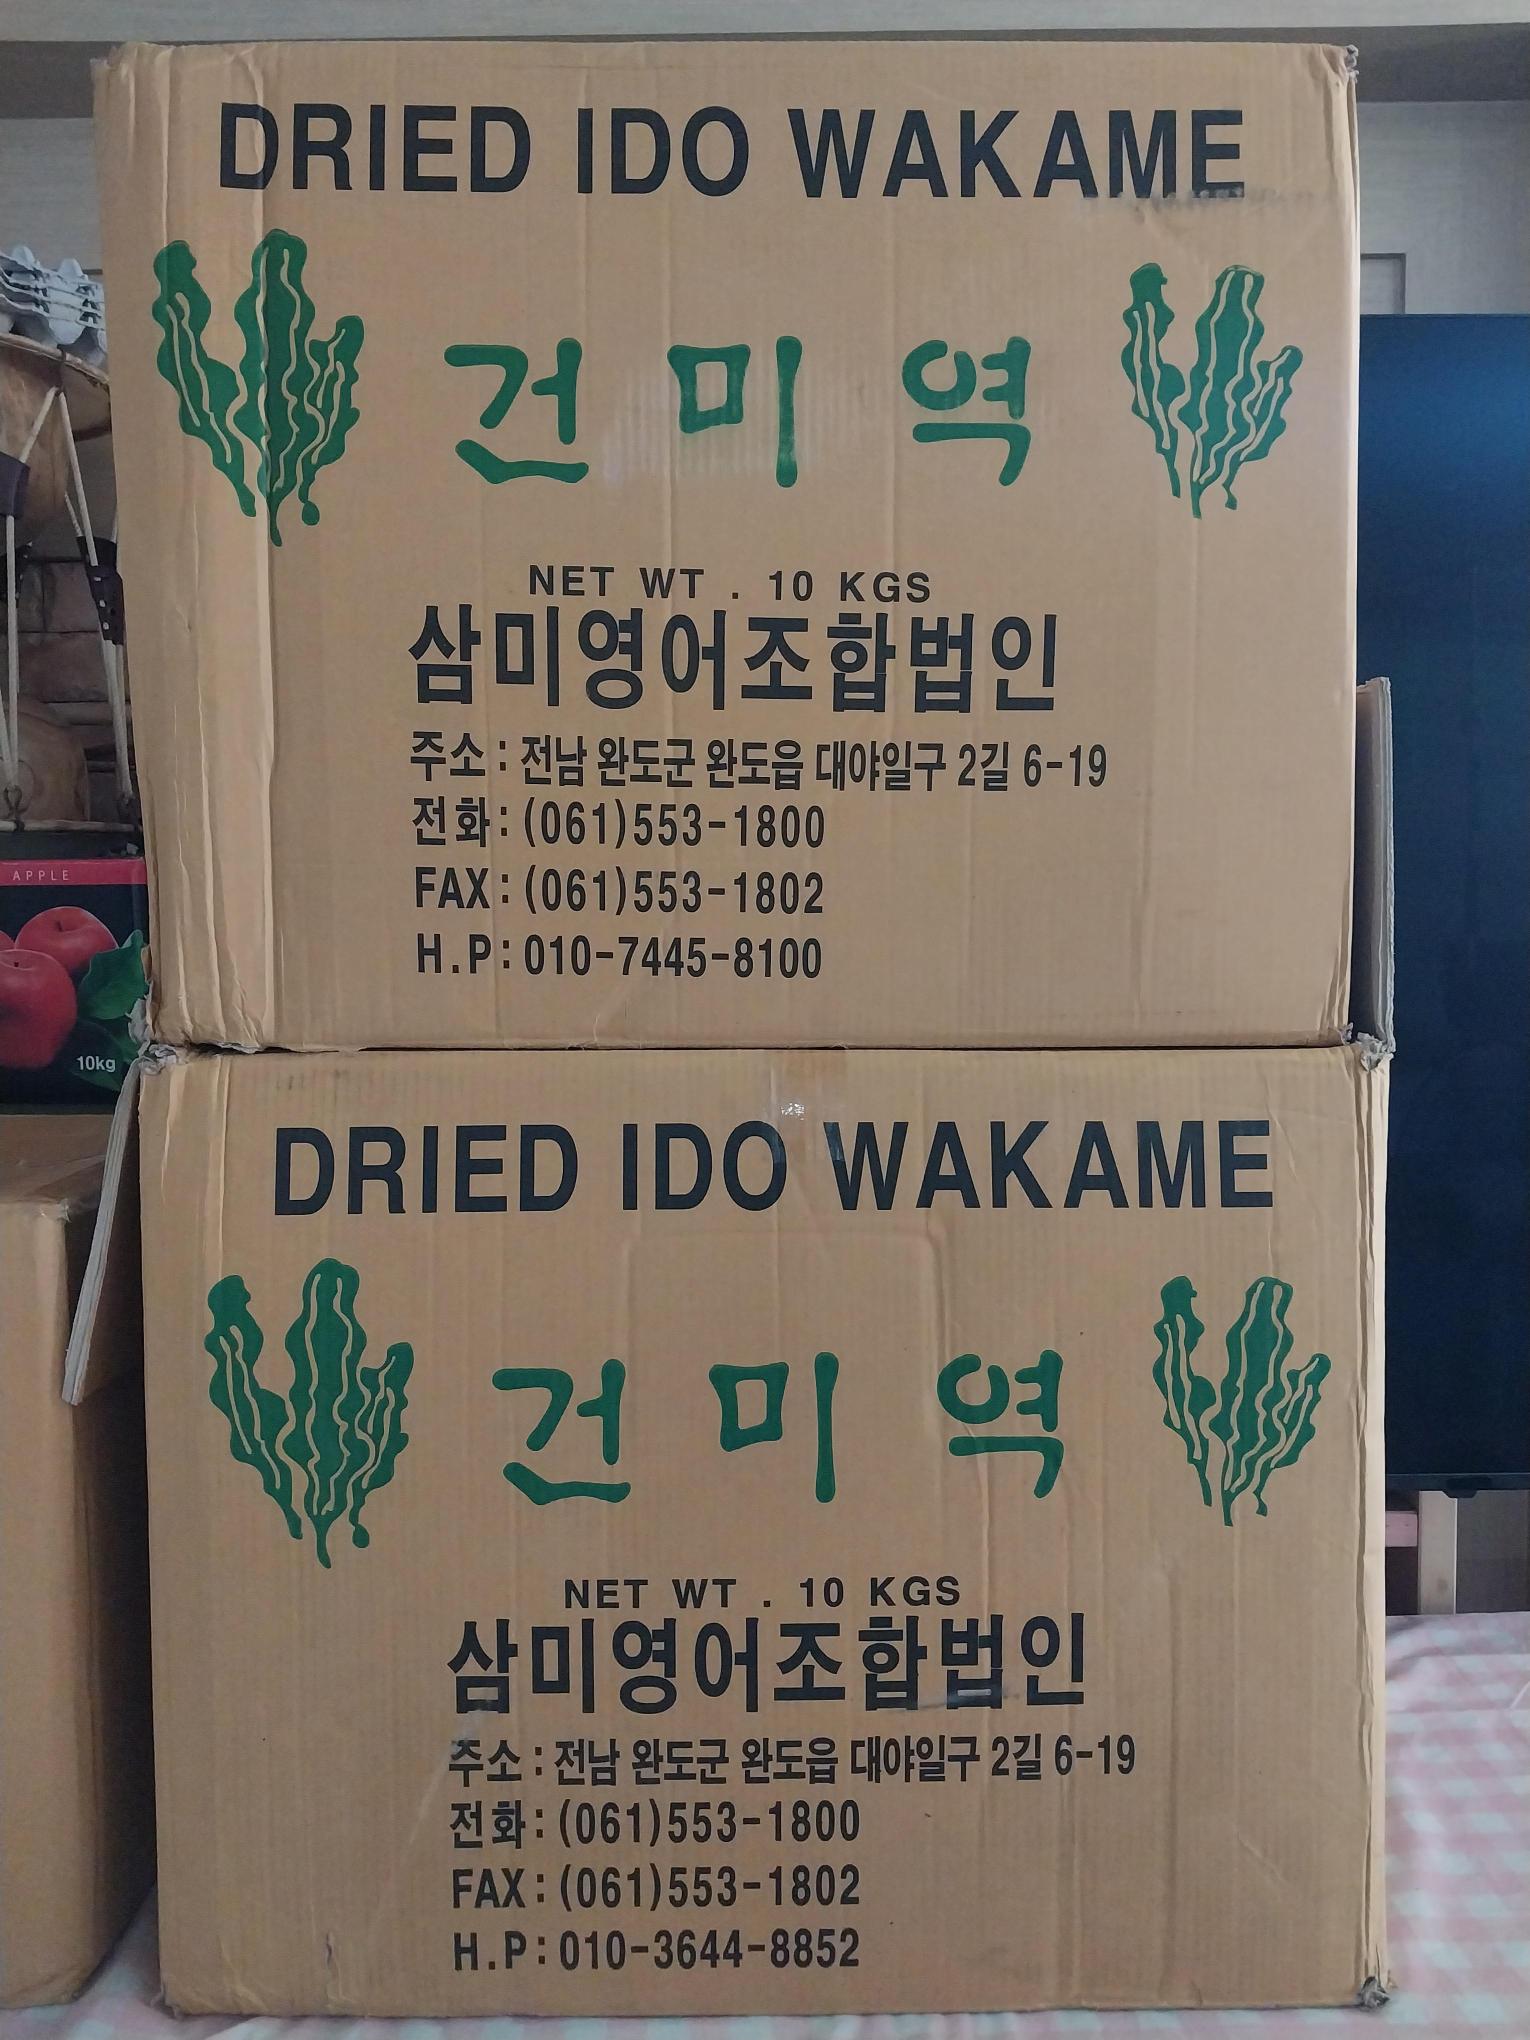 DRIED IDO WAKAME
건미역
NET WT . 10 KGS
삼미영어조합법인
주소 : 전남 완도군 완도읍 대야일구 2길 6-19
전화 : (061)553-1800
FAX : (061)553-1802
H.P : 010-7445-8100
APPLE
10kg
DRIED IDO WAKAME
건미역
NET WT . 10 KGS
삼미영어조합법인
주소 : 전남 완도군 완도읍 대야일구 2길 6-19
전화 : (061)553-1800
FAX : (061)553-1802
H.P : 010-3644-8852